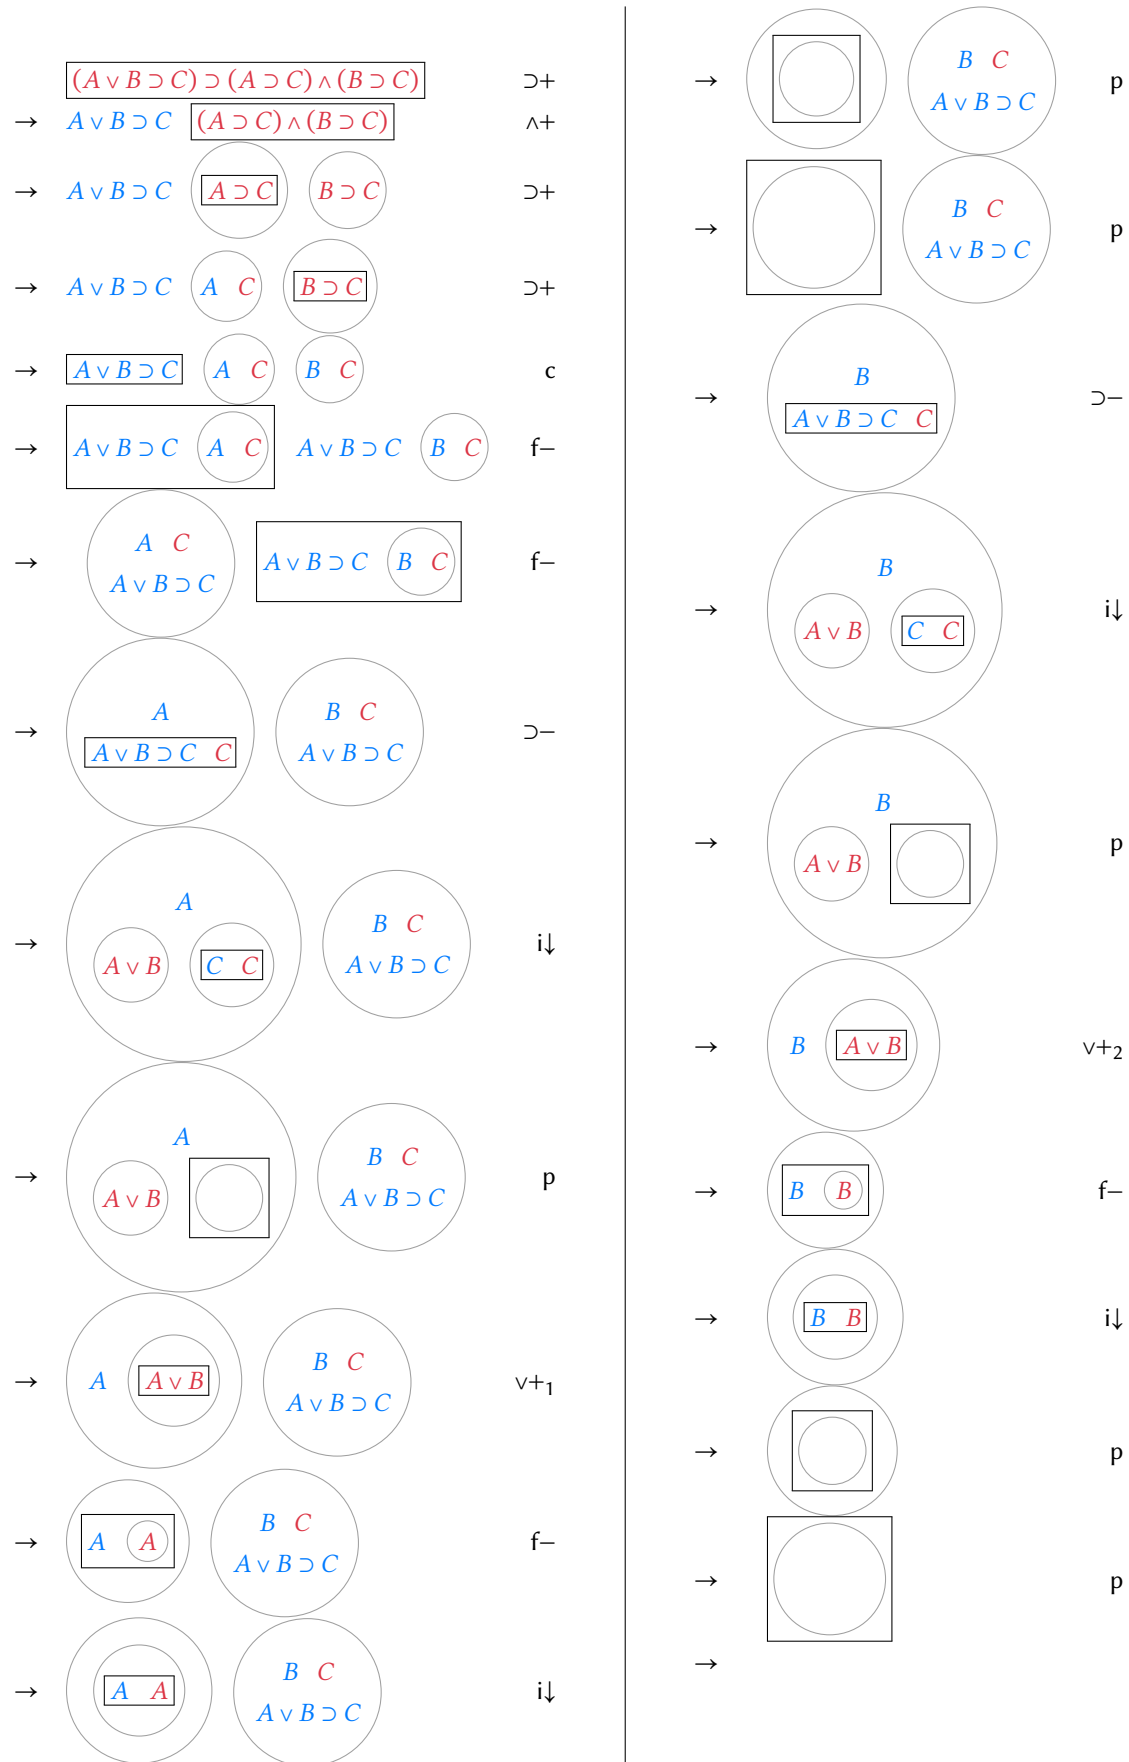 (A ∨ B ⊃ C) ⊃ (A ⊃ C) ∧ (B ⊃ C) ⊃+
→ A ∨ B ⊃ C (A ⊃ C) ∧ (B ⊃ C) ∧+
→ A ∨ B ⊃ C A ⊃ C B ⊃ C ⊃+
→ A ∨ B ⊃ C A C B ⊃ C ⊃+
→ A ∨ B ⊃ C A C B C c
→ A ∨ B ⊃ C A C A ∨ B ⊃ C B C f−
A C
→ A ∨ B ⊃ C B C f−
A ∨ B ⊃ C
A B C
→ ⊃−
A ∨ B ⊃ C C A ∨ B ⊃ C
A
B C
→ i↓
A ∨ B C C A ∨ B ⊃ C
A
B C
→ p
A ∨ B A ∨ B ⊃ C
B C
→ A A ∨ B ∨+₁
A ∨ B ⊃ C
B C
→ A A f−
A ∨ B ⊃ C
B C
→ A A i↓
A ∨ B ⊃ C
B C
→ p
A ∨ B ⊃ C
B C
→ p
A ∨ B ⊃ C
B
→ ⊃−
A ∨ B ⊃ C C
B
→ i↓
A ∨ B C C
B
→ p
A ∨ B
→ B A ∨ B ∨+₂
→ B B f−
→ B B i↓
→ p
→ p
→